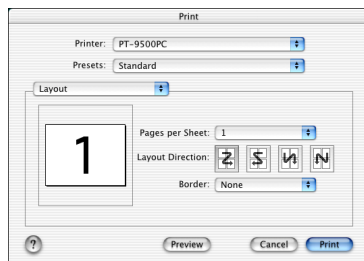 Print
Printer: PT-9500PC
Presets: Standard
Layout
1
Pages per Sheet: 1
Layout Direction:
Border: None
? Preview Cancel Print